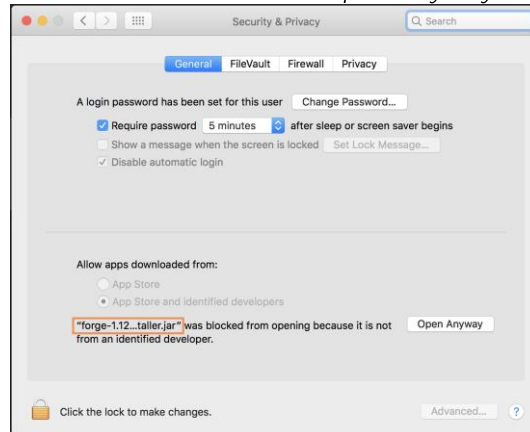 Security & Privacy
Search
General FileVault Firewall Privacy
A login password has been set for this user Change Password...
Require password 5 minutes after sleep or screen saver begins
Show a message when the screen is locked Set Lock Message...
Disable automatic login
Allow apps downloaded from:
App Store
App Store and identified developers
"forge-1.12...taller.jar" was blocked from opening because it is not Open Anyway
from an identified developer.
Click the lock to make changes. Advanced... ?